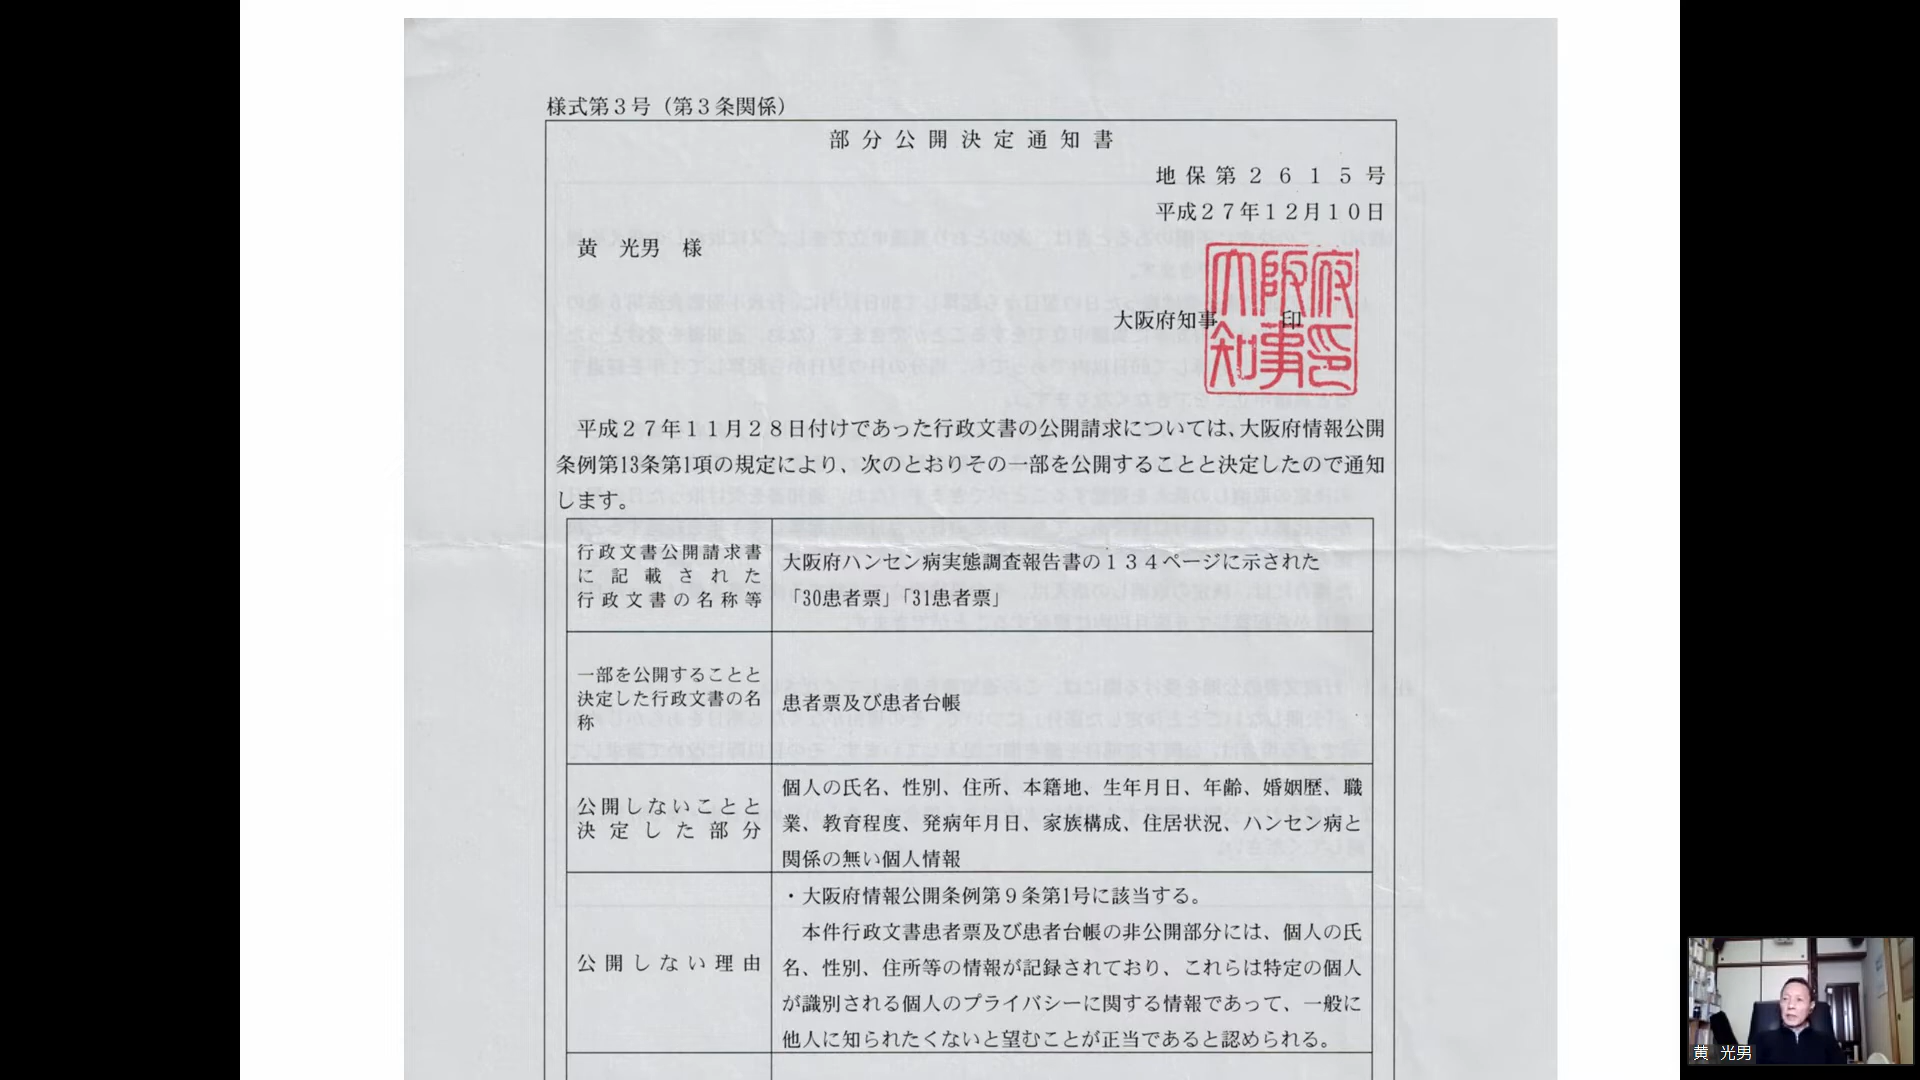 様式第３号（第３条関係）
部分公開決定通知書
地保第２６１５号
平成２７年１２月１０日
黄　光男　様
大阪府知事　印
大阪府
知事印
平成２７年１１月２８日付けであった行政文書の公開請求については、大阪府情報公開
条例第13条第1項の規定により、次のとおりその一部を公開することと決定したので通知
します。
行政文書公開請求書
に記載された
行政文書の名称等
大阪府ハンセン病実態調査報告書の１３４ページに示された
「30患者票」「31患者票」
一部を公開することと
決定した行政文書の名
称
患者票及び患者台帳
公開しないことと
決定した部分
個人の氏名、性別、住所、本籍地、生年月日、年齢、婚姻歴、職
業、教育程度、発病年月日、家族構成、住居状況、ハンセン病と
関係の無い個人情報
公開しない理由
・大阪府情報公開条例第９条第1号に該当する。
本件行政文書患者票及び患者台帳の非公開部分には、個人の氏
名、性別、住所等の情報が記録されており、これらは特定の個人
が識別される個人のプライバシーに関する情報であって、一般に
他人に知られたくないと望むことが正当であると認められる。
黄 光男